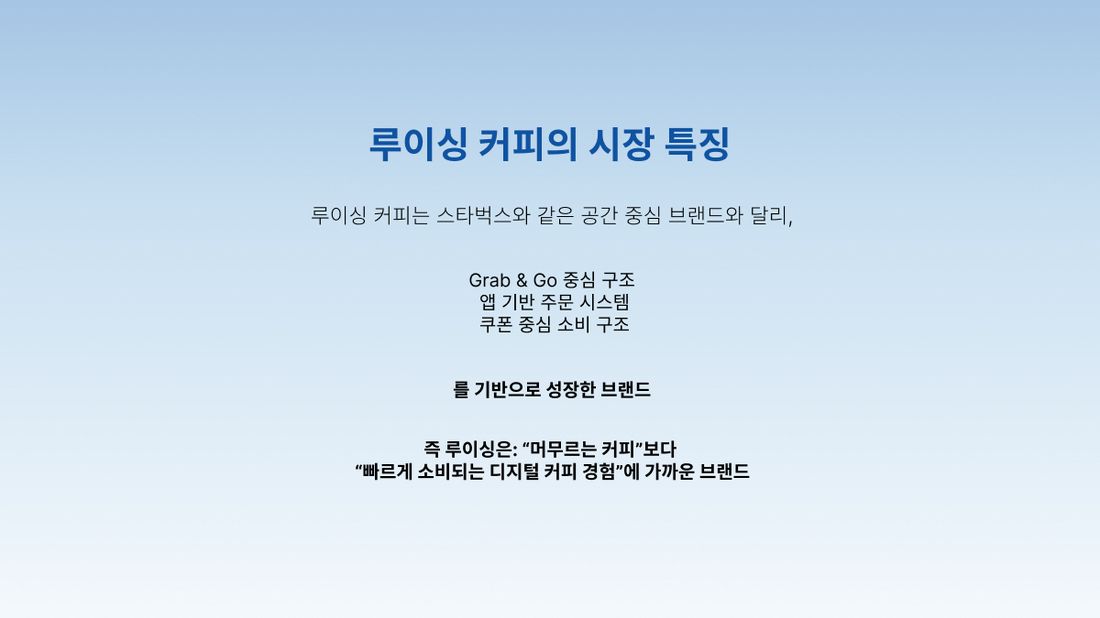 루이싱 커피의 시장 특징
루이싱 커피는 스타벅스와 같은 공간 중심 브랜드와 달리,
Grab & Go 중심 구조
앱 기반 주문 시스템
쿠폰 중심 소비 구조
를 기반으로 성장한 브랜드
즉 루이싱은: “머무르는 커피”보다
“빠르게 소비되는 디지털 커피 경험”에 가까운 브랜드